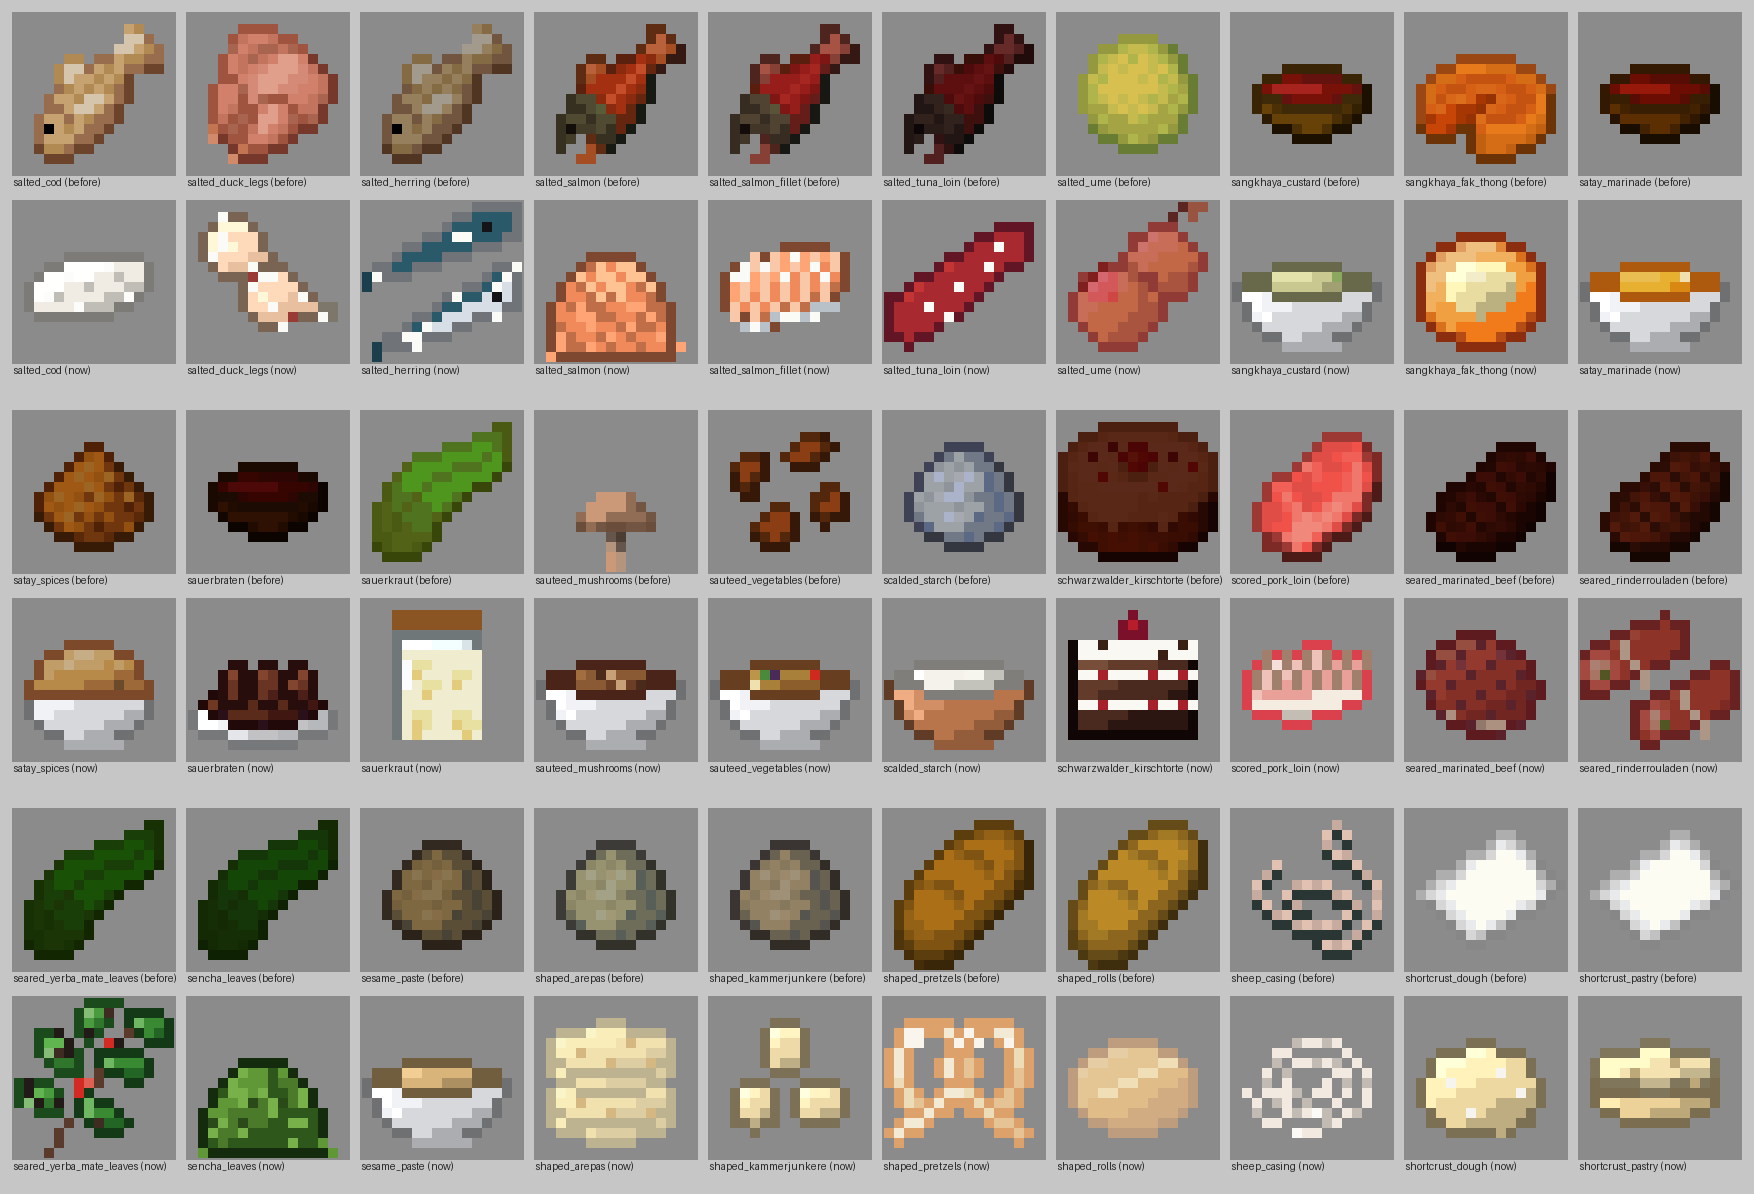 salted_cod (before) salted_duck_legs (before) salted_herring (before) salted_salmon (before) salted_salmon_fillet (before) salted_tuna_loin (before) salted_ume (before) sangkhaya_custard (before) sangkhaya_fak_thong (before) satay_marinade (before)
salted_cod (now) salted_duck_legs (now) salted_herring (now) salted_salmon (now) salted_salmon_fillet (now) salted_tuna_loin (now) salted_ume (now) sangkhaya_custard (now) sangkhaya_fak_thong (now) satay_marinade (now)
satay_spices (before) sauerbraten (before) sauerkraut (before) sauteed_mushrooms (before) sauteed_vegetables (before) scalded_starch (before) schwarzwalder_kirschtorte (before) scored_pork_loin (before) seared_marinated_beef (before) seared_rinderrouladen (before)
satay_spices (now) sauerbraten (now) sauerkraut (now) sauteed_mushrooms (now) sauteed_vegetables (now) scalded_starch (now) schwarzwalder_kirschtorte (now) scored_pork_loin (now) seared_marinated_beef (now) seared_rinderrouladen (now)
seared_yerba_mate_leaves (before) sencha_leaves (before) sesame_paste (before) shaped_arepas (before) shaped_kammerjunkere (before) shaped_pretzels (before) shaped_rolls (before) sheep_casing (before) shortcrust_dough (before) shortcrust_pastry (before)
seared_yerba_mate_leaves (now) sencha_leaves (now) sesame_paste (now) shaped_arepas (now) shaped_kammerjunkere (now) shaped_pretzels (now) shaped_rolls (now) sheep_casing (now) shortcrust_dough (now) shortcrust_pastry (now)